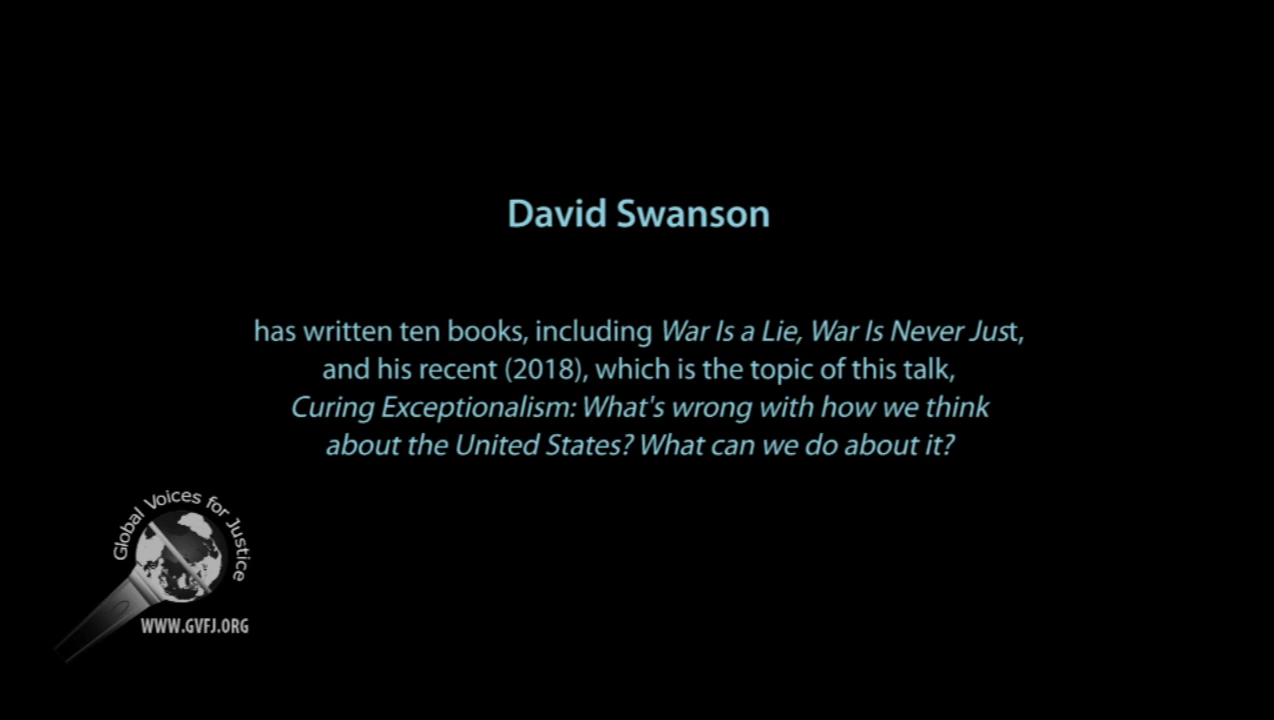 David Swanson
has written ten books, including War Is a Lie, War Is Never Just,
and his recent (2018), which is the topic of this talk,
Curing Exceptionalism: What's wrong with how we think
about the United States? What can we do about it?
Global Voices for Justice
WWW.GVFJ.ORG